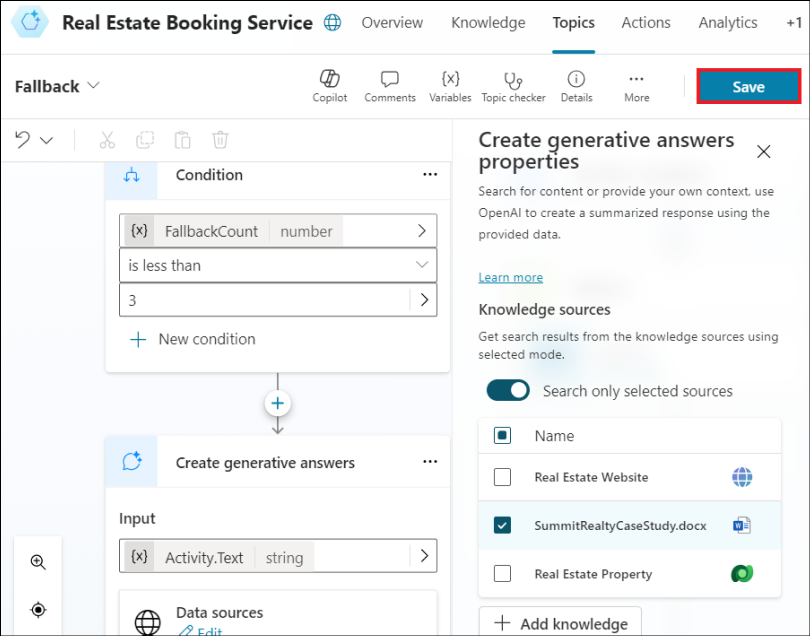 Real Estate Booking Service
Overview
Knowledge
Topics
Actions
Analytics
+1
Fallback
Copilot
Comments
{x}
Variables
Topic checker
Details
More
Save
Condition
{x} FallbackCount number
is less than
3
New condition
Create generative answers
Input
{x} Activity.Text string
Data sources
Edit
Create generative answers
properties
Search for content or provide your own context, use
OpenAI to create a summarized response using the
provided data.
Learn more
Knowledge sources
Get search results from the knowledge sources using
selected mode.
Search only selected sources
Name
Real Estate Website
SummitRealtyCaseStudy.docx
Real Estate Property
Add knowledge